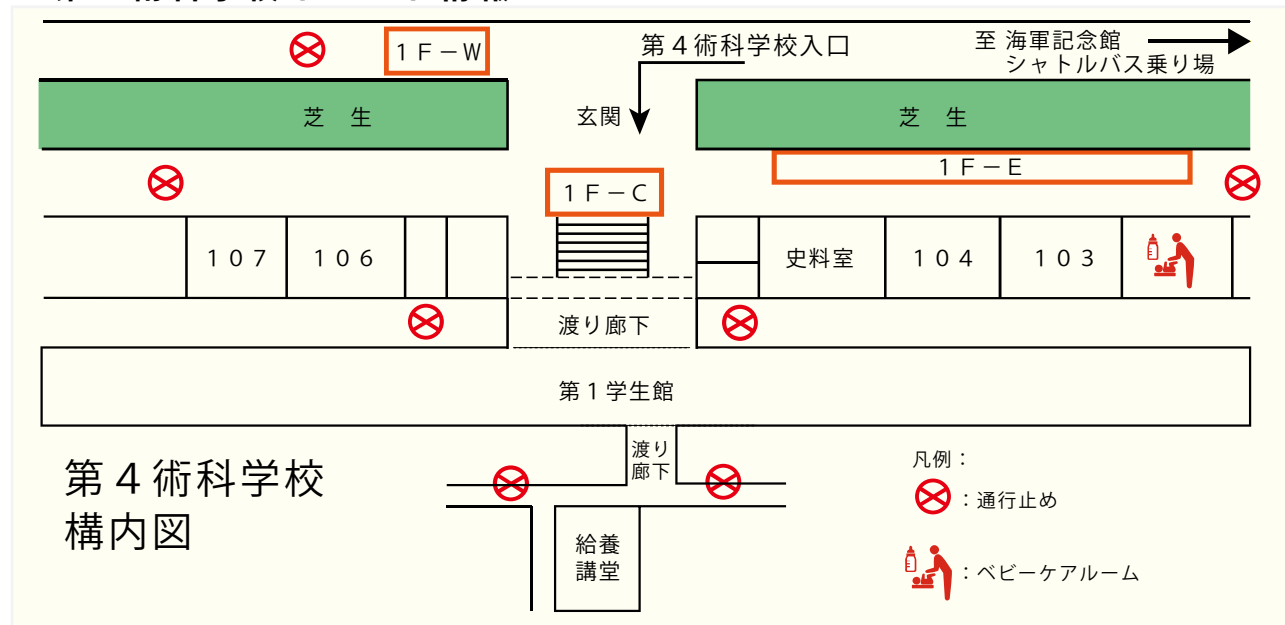 1F－W
第４術科学校入口
至 海軍記念館
シャトルバス乗り場
芝　生
玄関
芝　生
1F－E
1F－C
107
106
史料室
104
103
渡り廊下
第１学生館
渡り
廊下
第４術科学校
構内図
給養
講堂
凡例：
：通行止め
：ベビーケアルーム